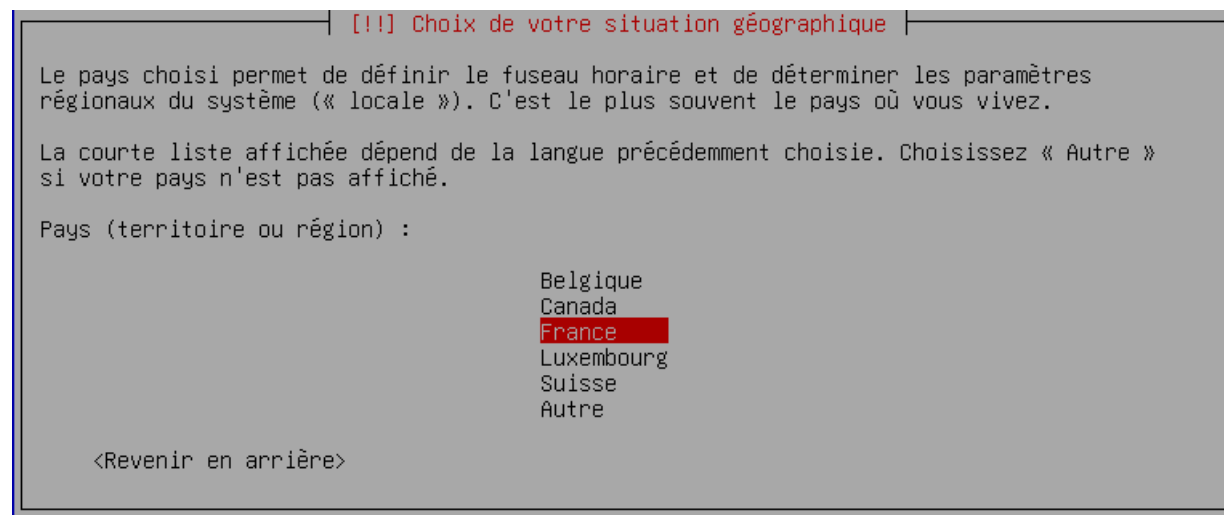 [!!] Choix de votre situation géographique
Le pays choisi permet de définir le fuseau horaire et de déterminer les paramètres
régionaux du système (« locale »). C'est le plus souvent le pays où vous vivez.
La courte liste affichée dépend de la langue précédemment choisie. Choisissez « Autre »
si votre pays n'est pas affiché.
Pays (territoire ou région) :
Belgique
Canada
France
Luxembourg
Suisse
Autre
<Revenir en arrière>